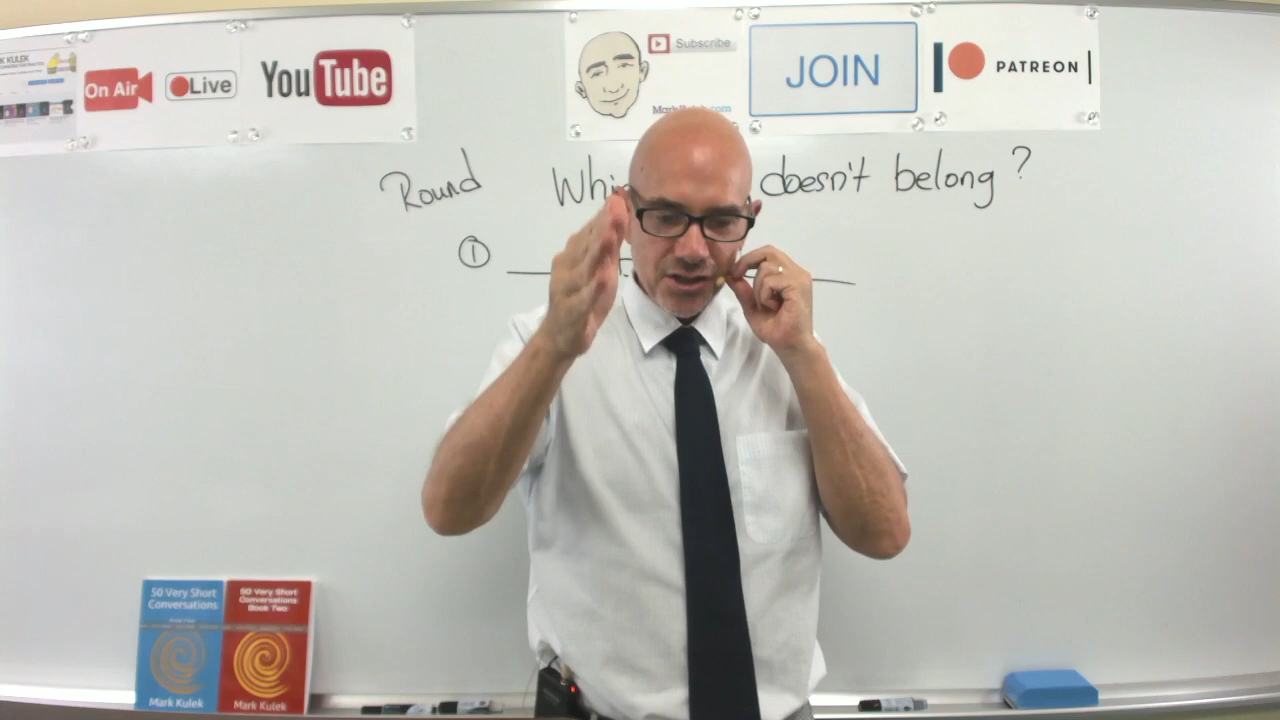 K KULEK
On Air
Live
YouTube
Subscribe
JOIN
PATREON
Round doesn't belong?
①
50 Very Short
Conversations
Mark Kulek
50 Very Short
Conversations
Book Two
Mark Kulek